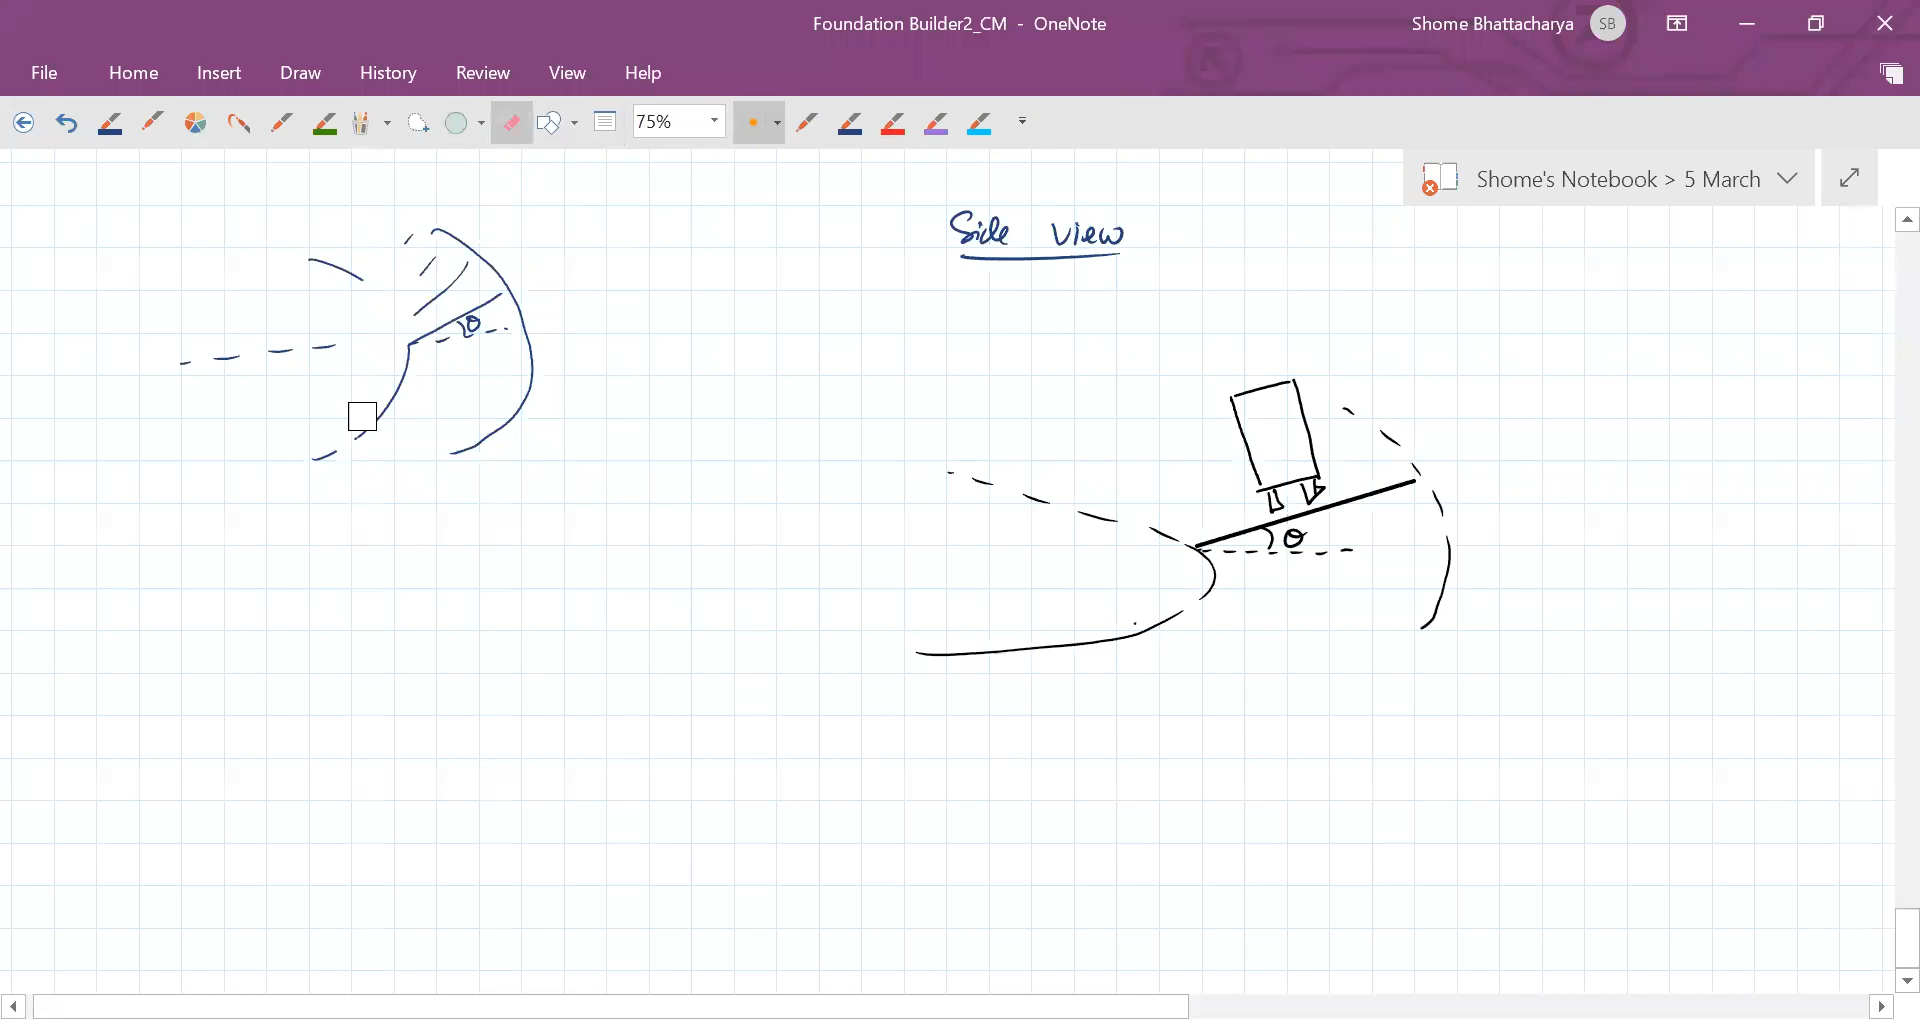 Foundation Builder2_CM - OneNote
Shome Bhattacharya SB
File Home Insert Draw History Review View Help
75%
Shome's Notebook > 5 March
Side View
θ
θ